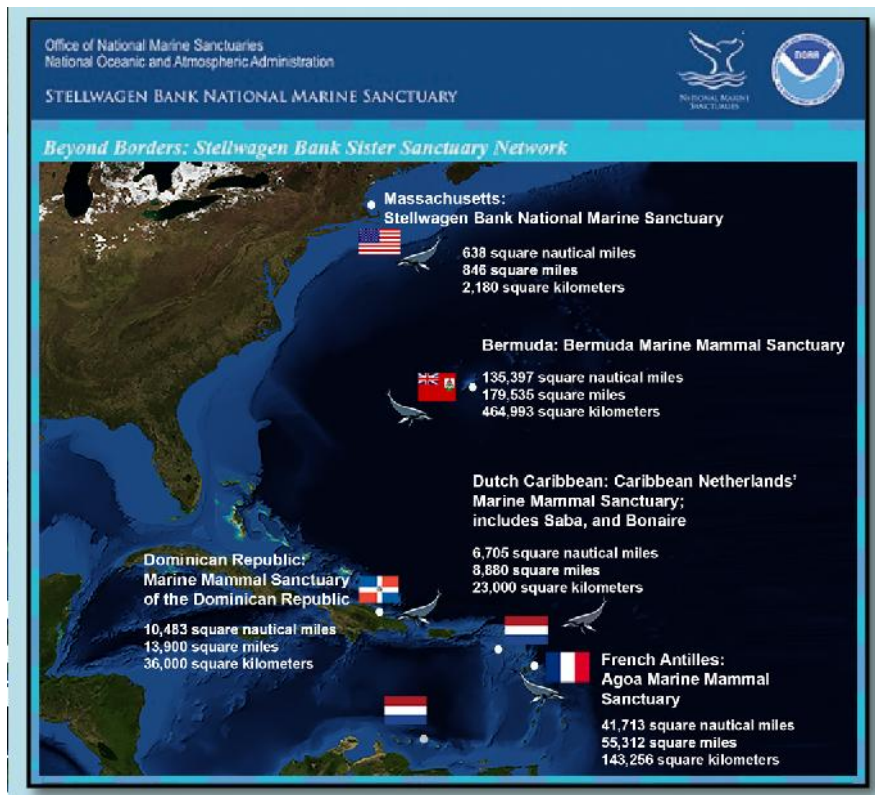 Office of National Marine Sanctuaries
National Oceanic and Atmospheric Administration
STELLWAGEN BANK NATIONAL MARINE SANCTUARY
NATIONAL MARINE
SANCTUARIES
NOAA
Beyond Borders: Stellwagen Bank Sister Sanctuary Network
Massachusetts:
Stellwagen Bank National Marine Sanctuary
638 square nautical miles
846 square miles
2,180 square kilometers
Bermuda: Bermuda Marine Mammal Sanctuary
135,397 square nautical miles
179,535 square miles
464,993 square kilometers
Dutch Caribbean: Caribbean Netherlands'
Marine Mammal Sanctuary;
includes Saba, and Bonaire
6,705 square nautical miles
8,880 square miles
23,000 square kilometers
Dominican Republic:
Marine Mammal Sanctuary
of the Dominican Republic
10,483 square nautical miles
13,900 square miles
36,000 square kilometers
French Antilles:
Agoa Marine Mammal
Sanctuary
41,713 square nautical miles
55,312 square miles
143,256 square kilometers